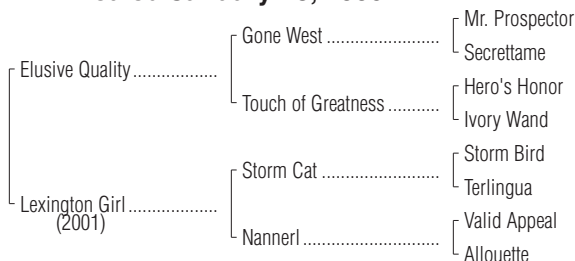 Mr. Prospector
Gone West ........................
Secrettame
Elusive Quality .................
Hero's Honor
Touch of Greatness ...........
Ivory Wand
Storm Bird
Storm Cat .........................
Terlingua
Lexington Girl ..................
(2001)
Valid Appeal
Nannerl .............................
Allouette